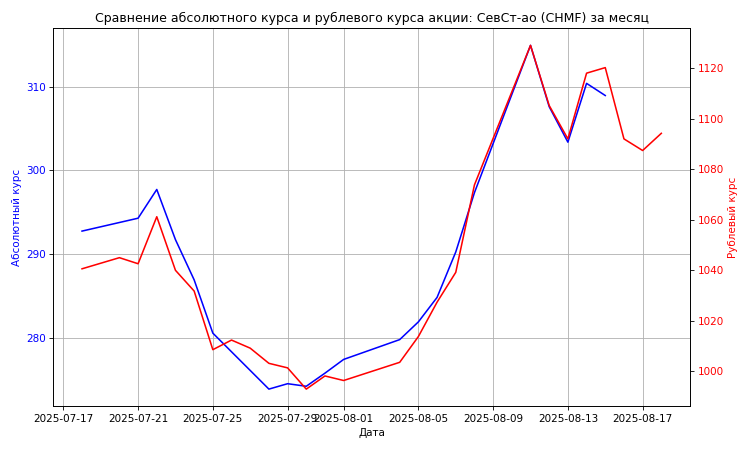 Сравнение абсолютного курса и рублевого курса акции: СевСт-ао (CHMF) за месяц
Абсолютный курс
310
300
290
280
1120
1100
1080
1060
1040
1020
1000
Рублевый курс
2025-07-17 2025-07-21 2025-07-25 2025-07-29 2025-08-01 2025-08-05 2025-08-09 2025-08-13 2025-08-17
Дата